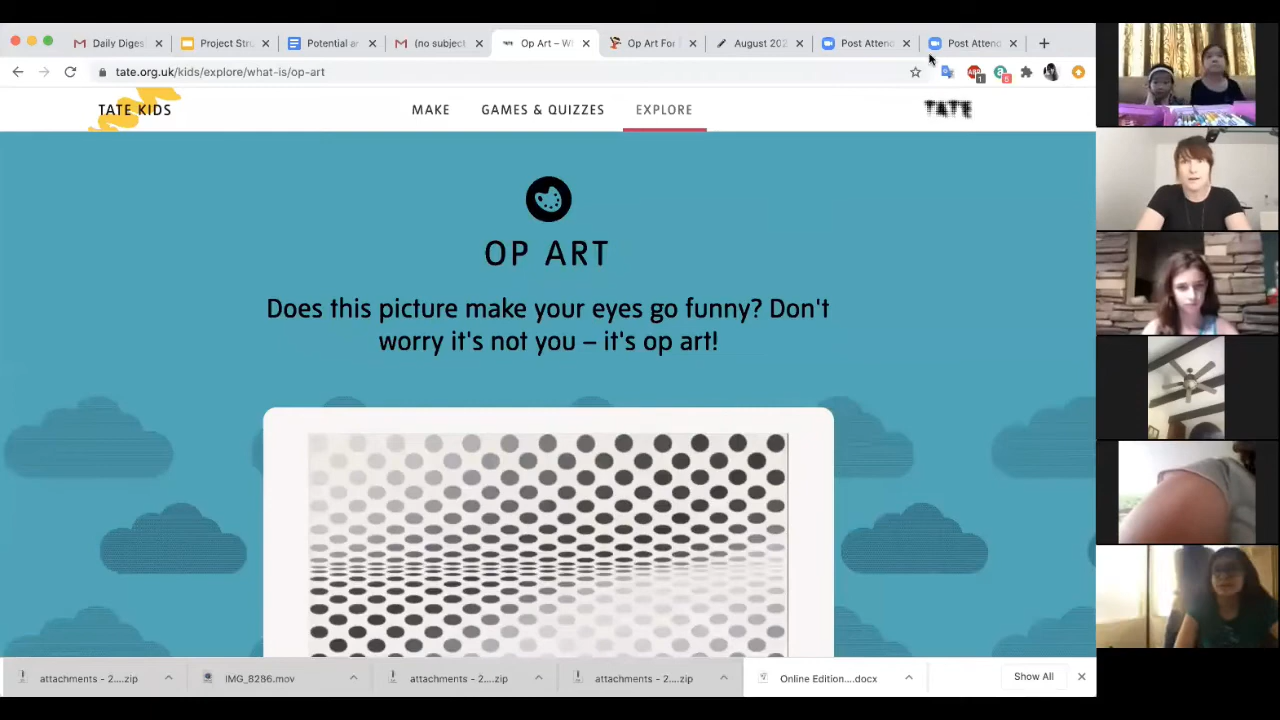 Daily Diges
Project Stru
Potential ar
(no subject
Op Art – Wh
Op Art For
August 202
Post Attend
Post Attend
tate.org.uk/kids/explore/what-is/op-art
TATE KIDS
MAKE
GAMES & QUIZZES
EXPLORE
TATE
OP ART
Does this picture make your eyes go funny? Don't
worry it's not you – it's op art!
attachments - 2....zip
IMG_8286.mov
attachments - 2....zip
attachments - 2....zip
Online Edition....docx
Show All